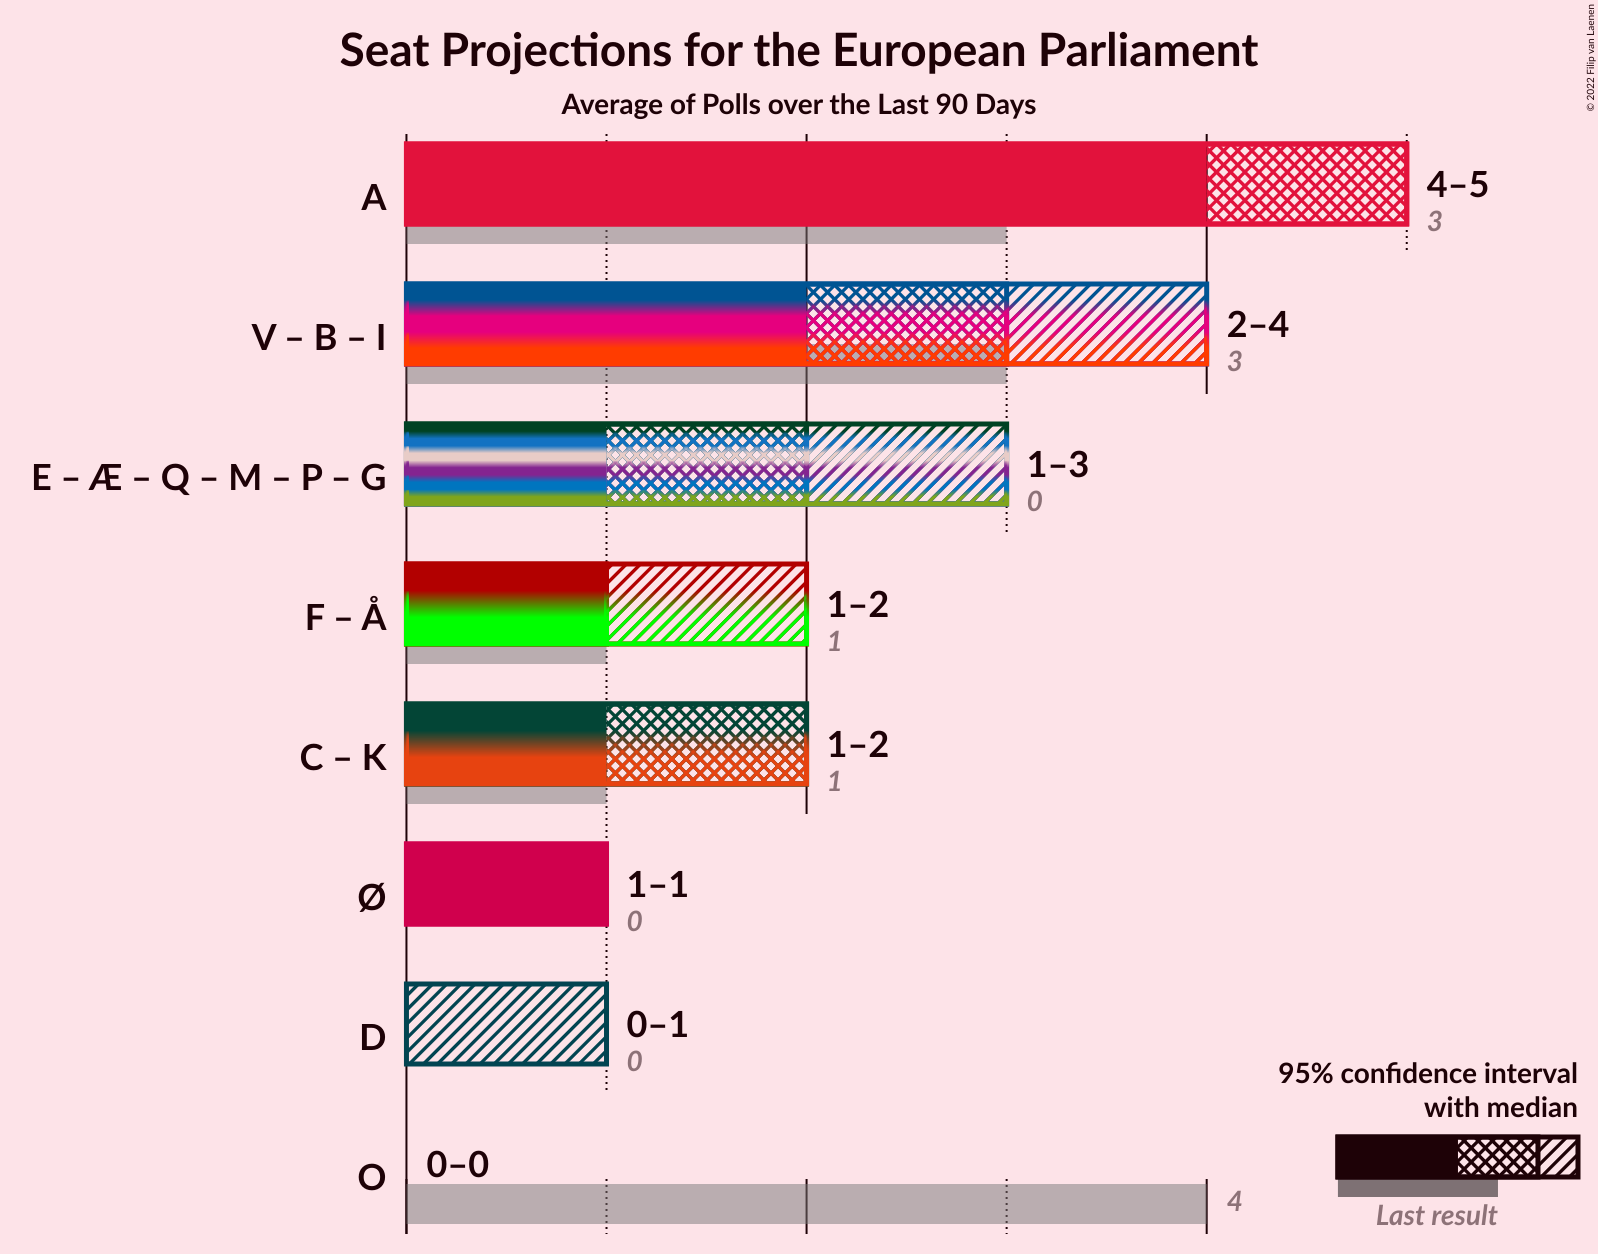 Seat Projections for the European Parliament
Average of Polls over the Last 90 Days
© 2022 Filip van Laenen
A
4–5
3
V – B – I
2–4
3
E – Æ – Q – M – P – G
1–3
0
F – Å
1–2
1
C – K
1–2
1
Ø
1–1
0
D
0–1
0
O
0–0
4
95% confidence interval
with median
Last result